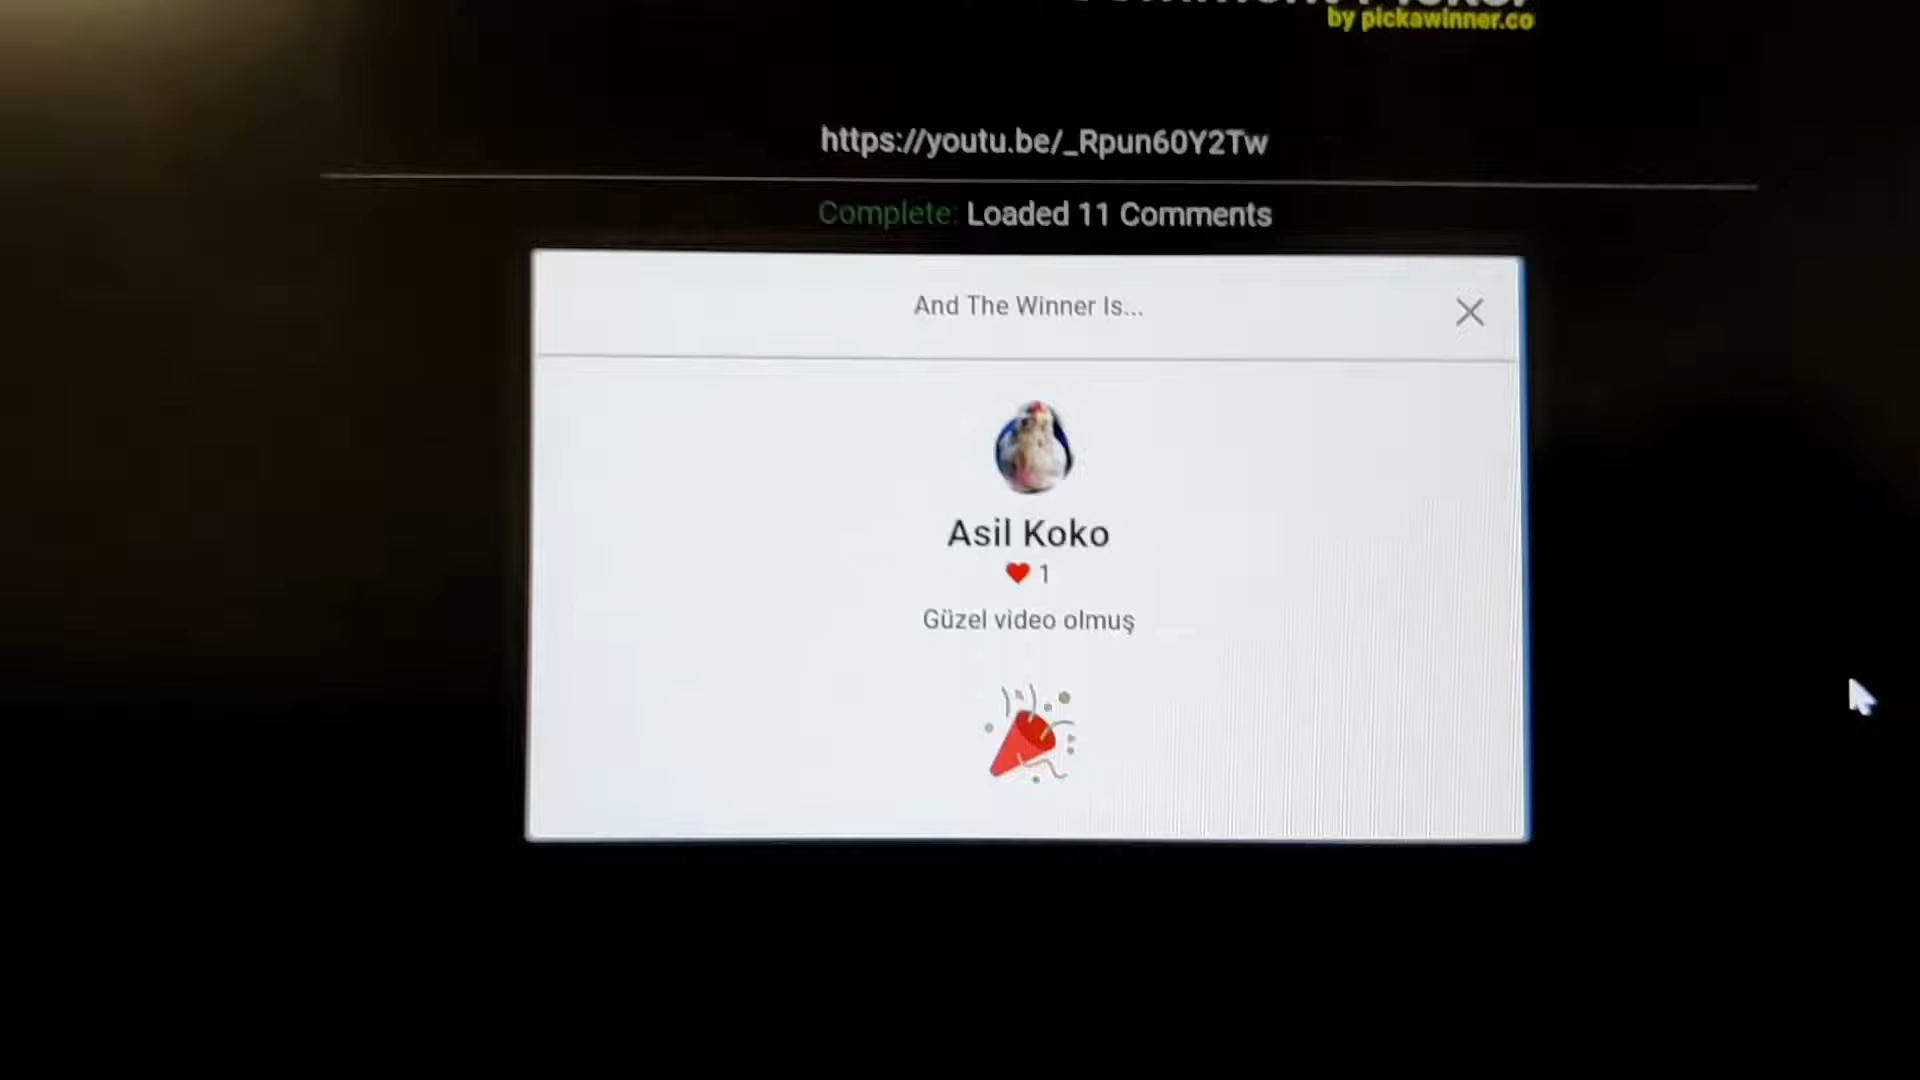 by pickawinner.co
https://youtu.be/_Rpun60Y2Tw
Complete: Loaded 11 Comments
And The Winner Is...
Asil Koko
1
Güzel video olmuş